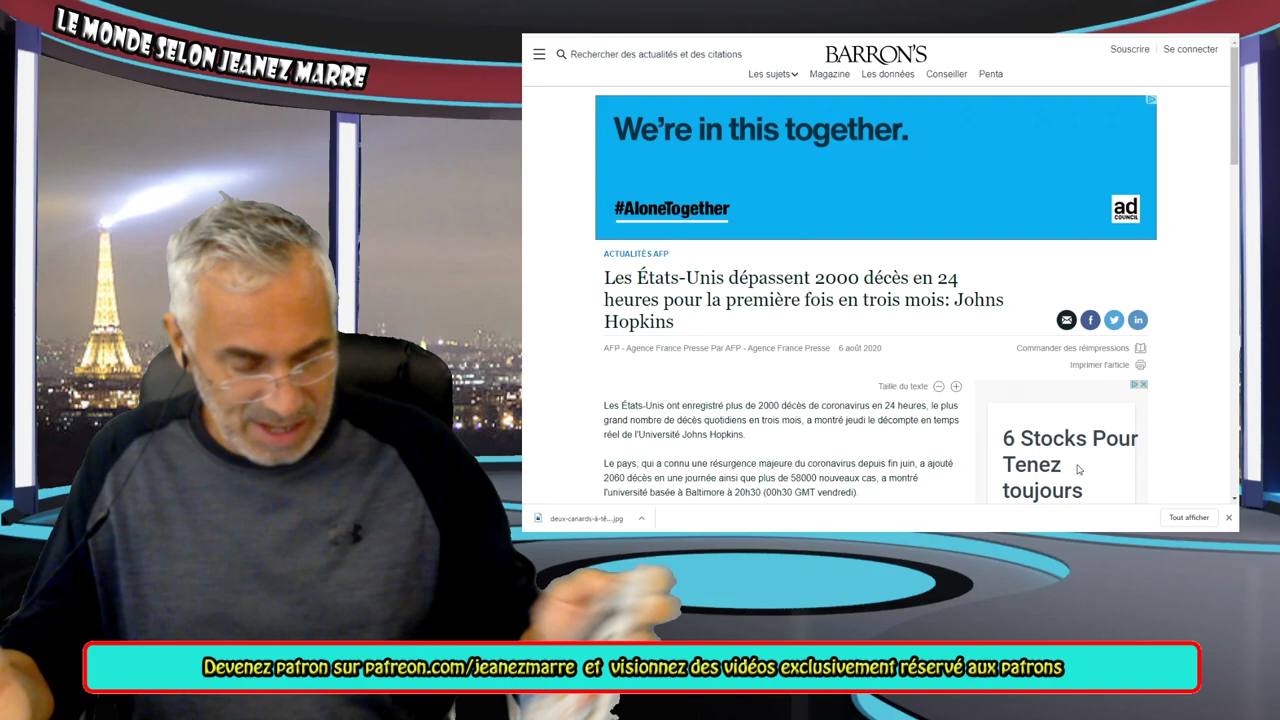 LE MONDE SELON JEANEZ MARRE
Rechercher des actualités et des citations
BARRON'S
Souscrire | Se connecter
Les sujets Magazine Les données Conseiller Penta
We're in this together.
#AloneTogether
ad
COUNCIL
ACTUALITÉS AFP
Les États-Unis dépassent 2000 décès en 24
heures pour la première fois en trois mois: Johns
Hopkins
AFP - Agence France Presse Par AFP - Agence France Presse 6 août 2020
Commander des réimpressions
Imprimer l'article
Taille du texte
Les États-Unis ont enregistré plus de 2000 décès de coronavirus en 24 heures, le plus
grand nombre de décès quotidiens en trois mois, a montré jeudi le décompte en temps
réel de l'Université Johns Hopkins.
Le pays, qui a connu une résurgence majeure du coronavirus depuis fin juin, a ajouté
2060 décès en une journée ainsi que plus de 58000 nouveaux cas, a montré
l'université basée à Baltimore à 20h30 (00h30 GMT vendredi).
6 Stocks Pour
Tenez
toujours
deux-canards-à-tê....jpg
Tout afficher
Devenez patron sur patreon.com/jeanezmarre et visionnez des vidéos exclusivement réservé aux patrons